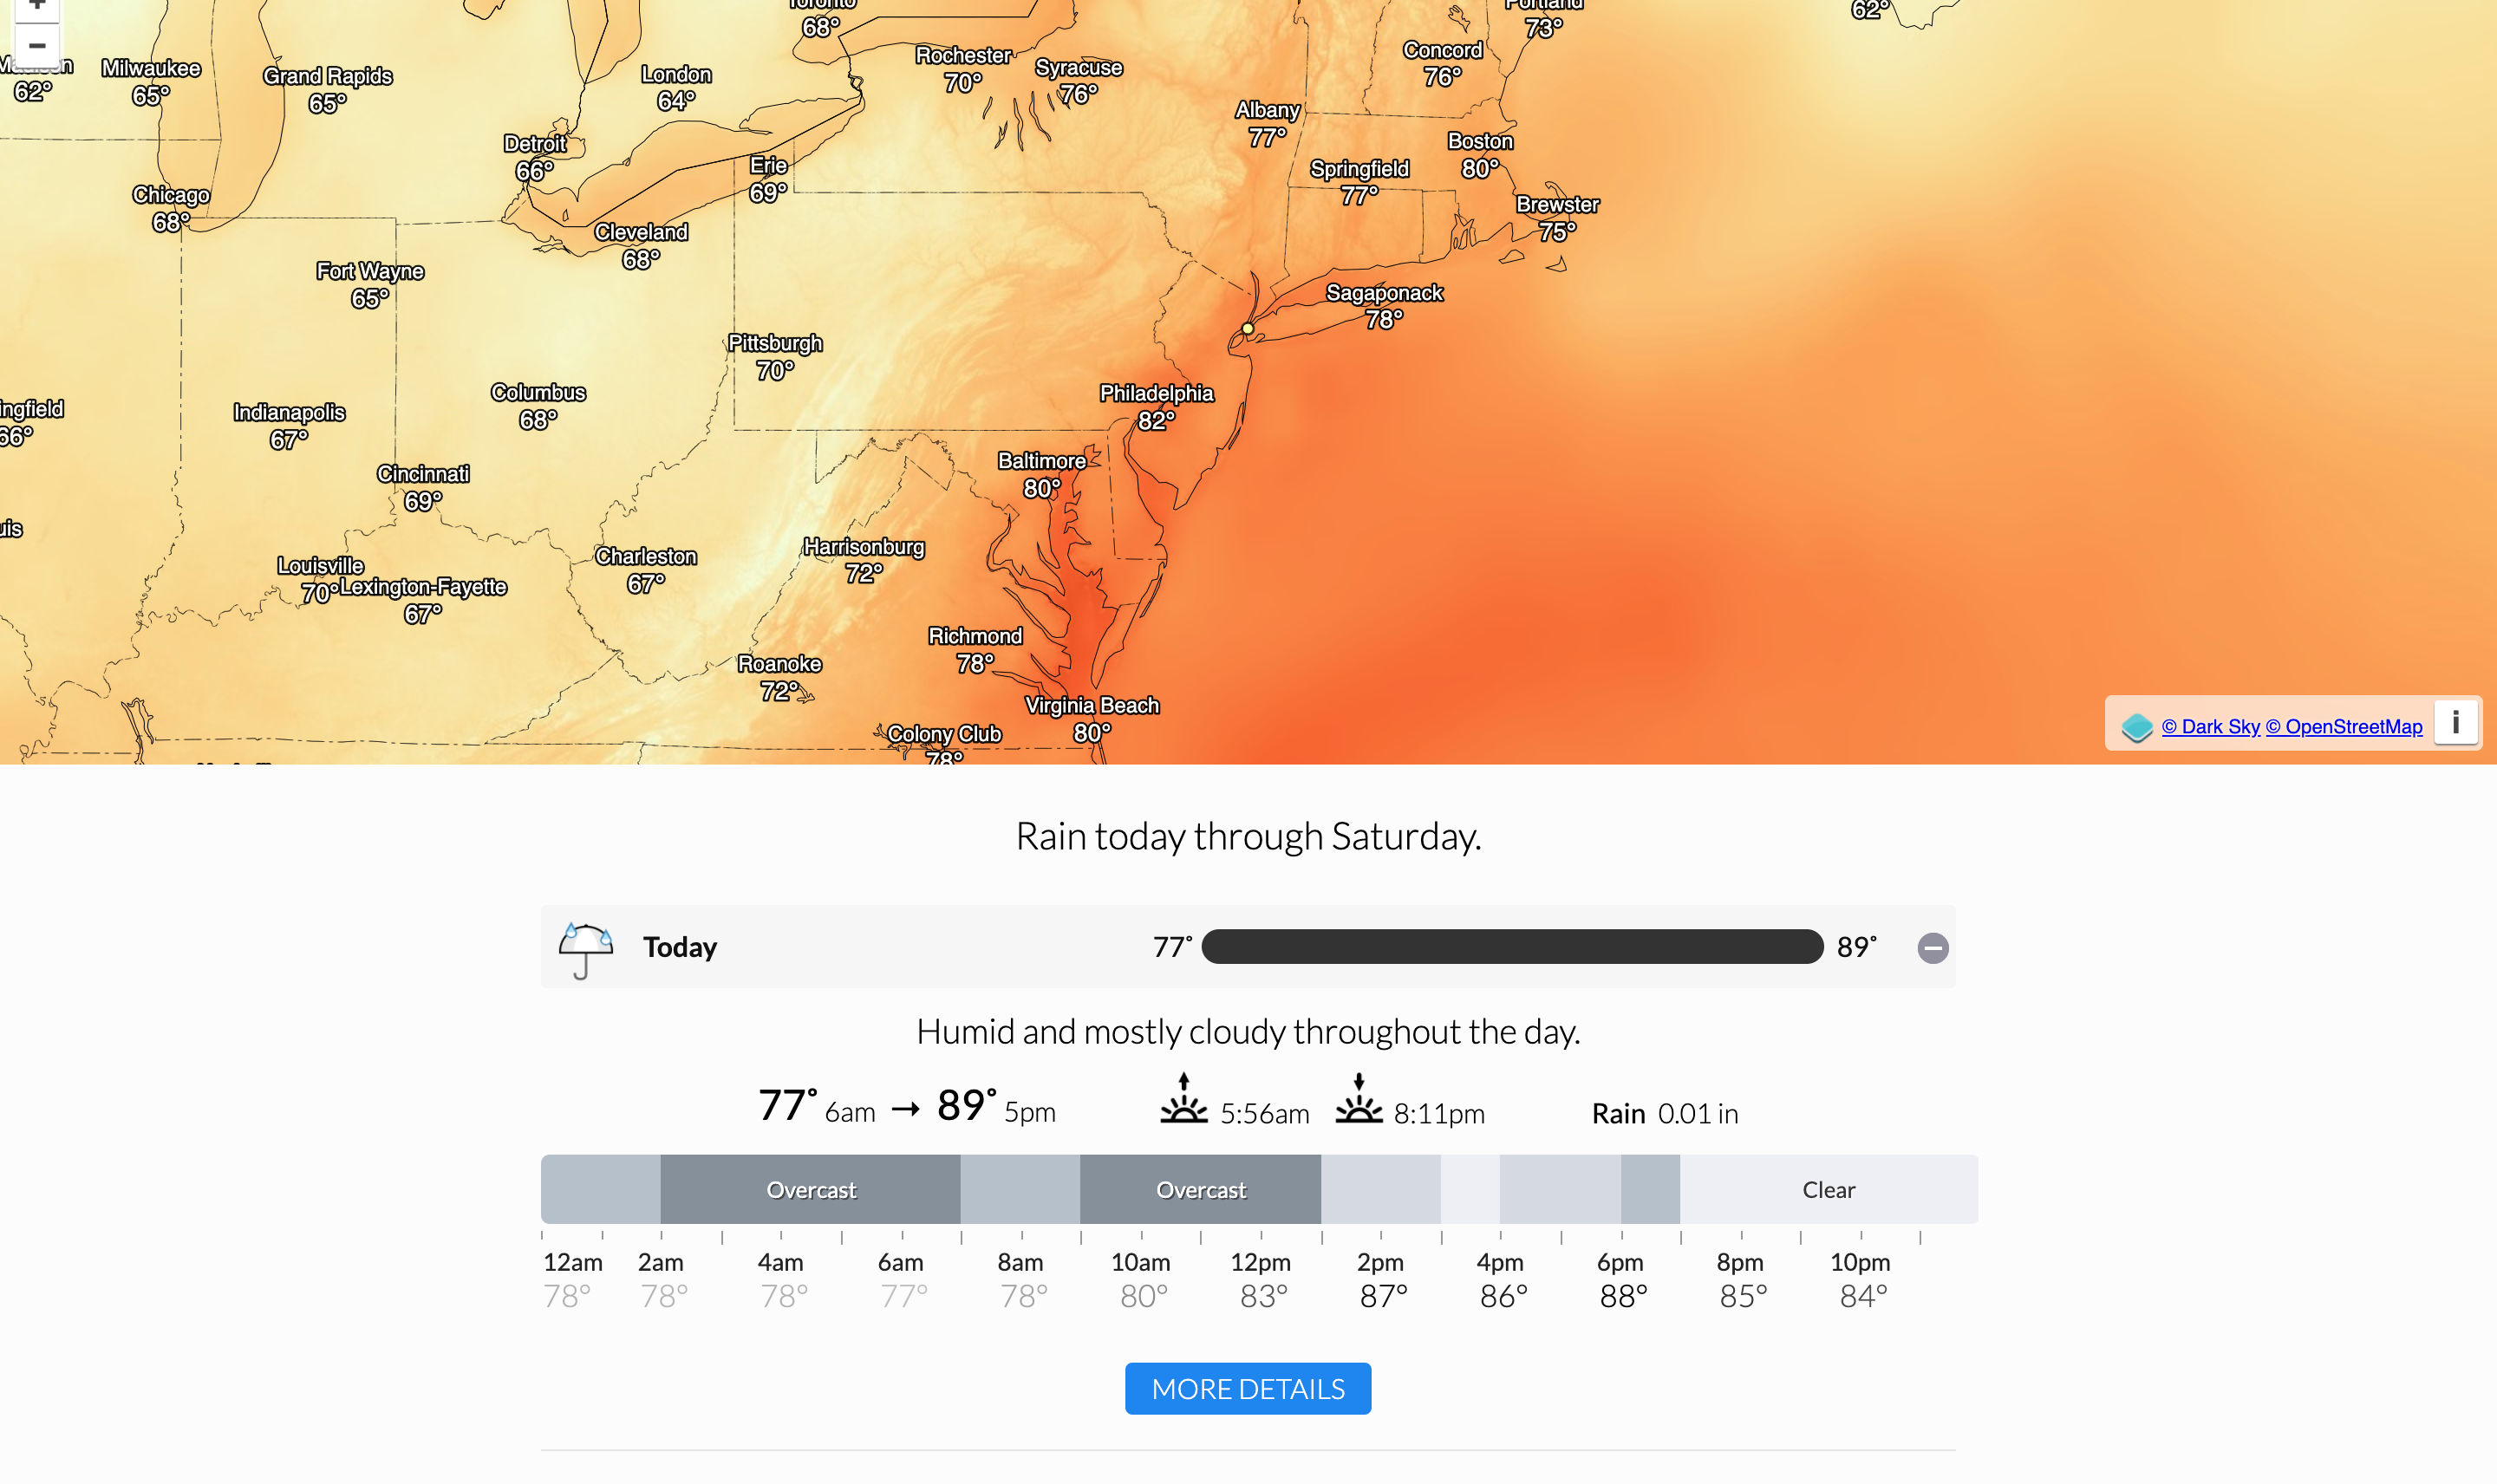 +
−
Toronto
68°
Portland
73°
62°
Madison
62°
Milwaukee
65°
Grand Rapids
65°
London
64°
Rochester
70°
Syracuse
76°
Concord
76°
Albany
77°
Boston
80°
Springfield
77°
Brewster
75°
Detroit
66°
Erie
69°
Chicago
68°
Cleveland
68°
Fort Wayne
65°
Sagaponack
78°
Pittsburgh
70°
Philadelphia
82°
Columbus
68°
ingfield
66°
Indianapolis
67°
Baltimore
80°
Cincinnati
69°
uis
Harrisonburg
72°
Charleston
67°
Louisville
70°
Lexington-Fayette
67°
Richmond
78°
Roanoke
72°
Virginia Beach
80°
Colony Club
78°
© Dark Sky © OpenStreetMap
i
Rain today through Saturday.
Today 77° 89°
Humid and mostly cloudy throughout the day.
77° 6am → 89° 5pm 5:56am 8:11pm Rain 0.01 in
Overcast Overcast Clear
12am 2am 4am 6am 8am 10am 12pm 2pm 4pm 6pm 8pm 10pm
78° 78° 78° 77° 78° 80° 83° 87° 86° 88° 85° 84°
MORE DETAILS